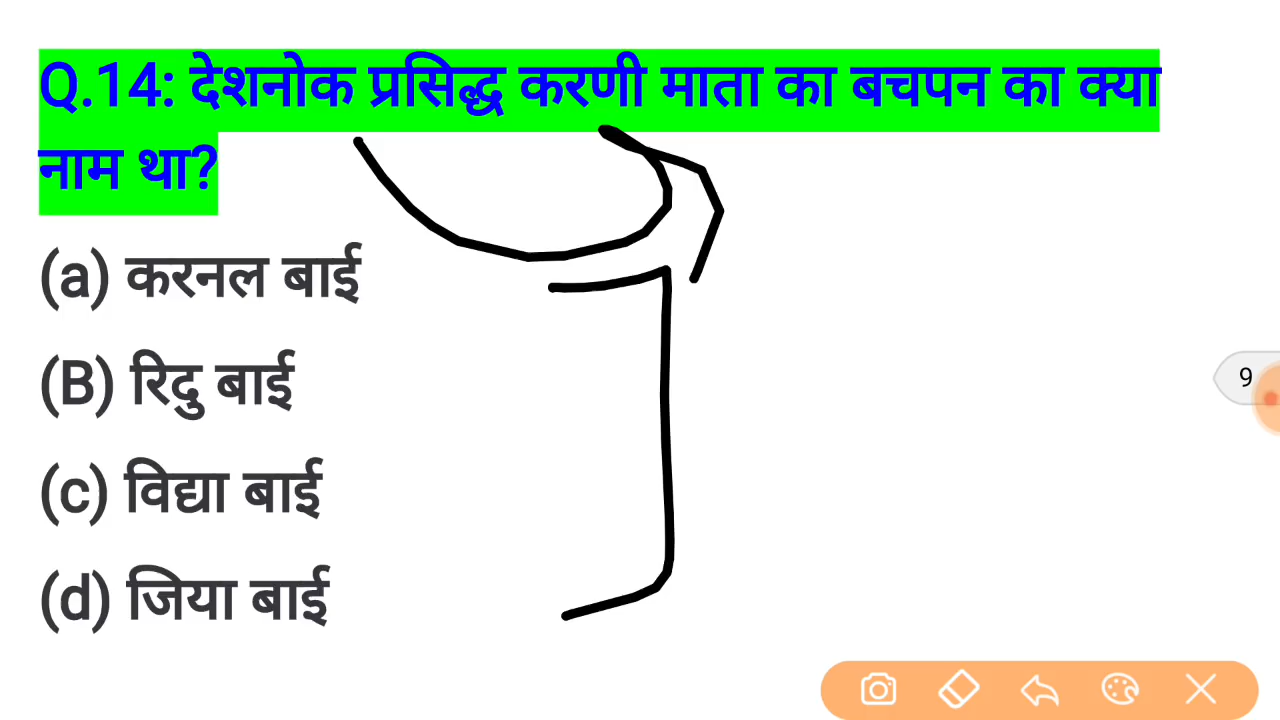 Q.14: देशनोक प्रसिद्ध करणी माता का बचपन का क्या
नाम था?
(a) करनल बाई
(B) रिदु बाई
(c) विद्या बाई
(d) जिया बाई
9